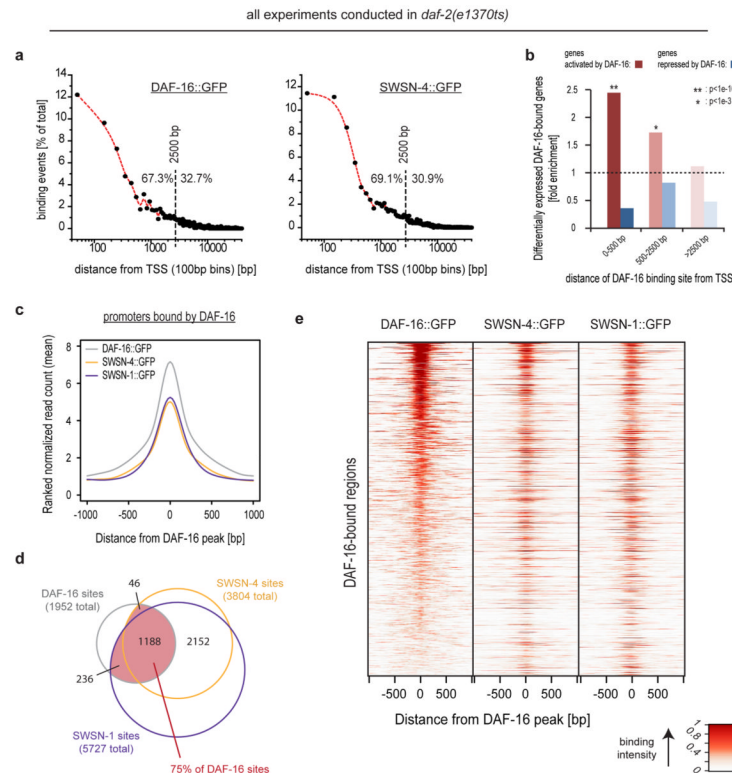 all experiments conducted in daf-2(e1370ts)
a
DAF-16::GFP
SWSN-4::GFP
binding events [% of total]
14
12
10
8
6
4
2
0
2500 bp
67.3%
32.7%
100
1000
10000
distance from TSS (100bp bins) [bp]
14
12
10
8
6
4
2
0
2500 bp
69.1%
30.9%
100
1000
10000
distance from TSS (100bp bins) [bp]
b
genes
activated by DAF-16:
genes
repressed by DAF-16:
** : p<1e-1
* : p<1e-3
Differentially expressed DAF-16-bound genes
[fold enrichment]
2.5
2
1.5
1
0.5
0
**
*
0-500 bp
500-2500 bp
>2500 bp
distance of DAF-16 binding site from TSS
c
promoters bound by DAF-16
DAF-16::GFP
SWSN-4::GFP
SWSN-1::GFP
Ranked normalized read count (mean)
8
6
4
2
0
-1000
-500
0
500
1000
Distance from DAF-16 peak [bp]
d
46
DAF-16 sites
(1952 total)
SWSN-4 sites
(3804 total)
1188
2152
236
SWSN-1 sites
(5727 total)
75% of DAF-16 sites
e
DAF-16::GFP
SWSN-4::GFP
SWSN-1::GFP
DAF-16-bound regions
-500
0
500
-500
0
500
-500
0
500
Distance from DAF-16 peak [bp]
binding
intensity
1
0.8
0.4
0